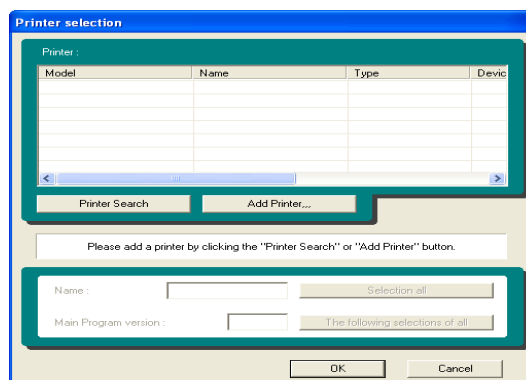 Printer selection
Printer :
Model Name Type Devic
Printer Search Add Printer,,,
Please add a printer by clicking the "Printer Search" or "Add Printer" button.
Name : Selection all
Main Program version : The following selections of all
OK Cancel